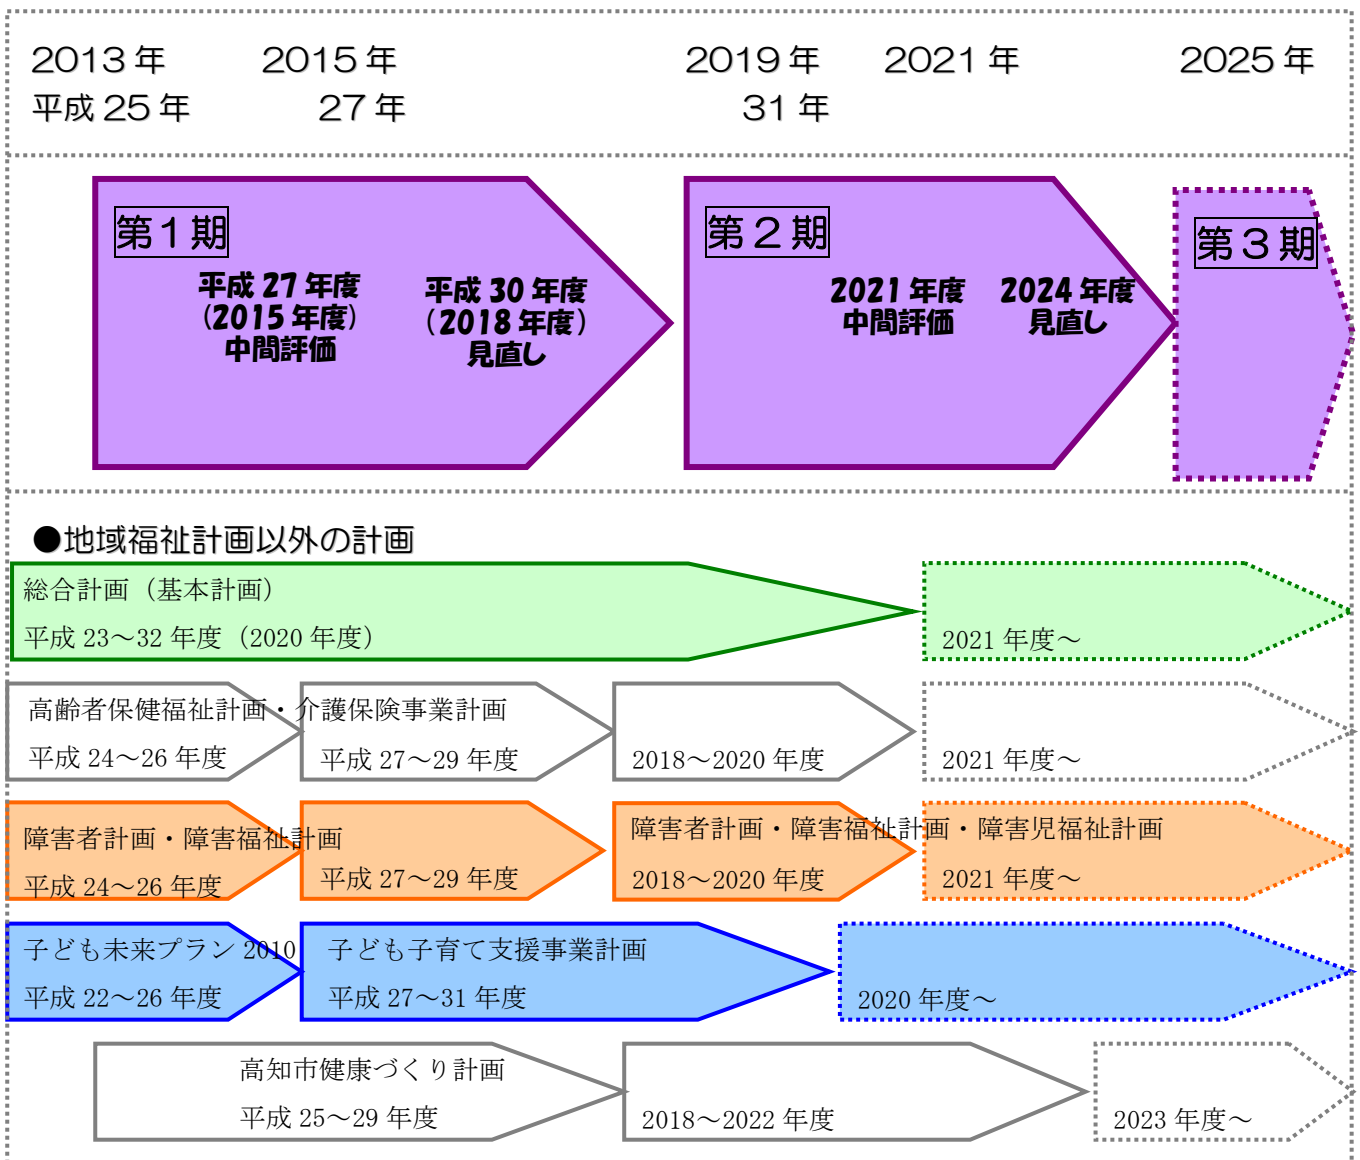 2013年 2015年 2019年 2021年 2025年
平成25年 27年 31年
第1期
平成27年度
(2015年度)
中間評価
平成30年度
(2018年度)
見直し
第2期
2021年度
中間評価
2024年度
見直し
第3期
●地域福祉計画以外の計画
総合計画（基本計画）
平成23～32年度（2020年度）
2021年度～
高齢者保健福祉計画・介護保険事業計画
平成24～26年度
平成27～29年度
2018～2020年度
2021年度～
障害者計画・障害福祉計画
平成24～26年度
平成27～29年度
障害者計画・障害福祉計画・障害児福祉計画
2018～2020年度
2021年度～
子ども未来プラン2010
平成22～26年度
子ども子育て支援事業計画
平成27～31年度
2020年度～
高知市健康づくり計画
平成25～29年度
2018～2022年度
2023年度～